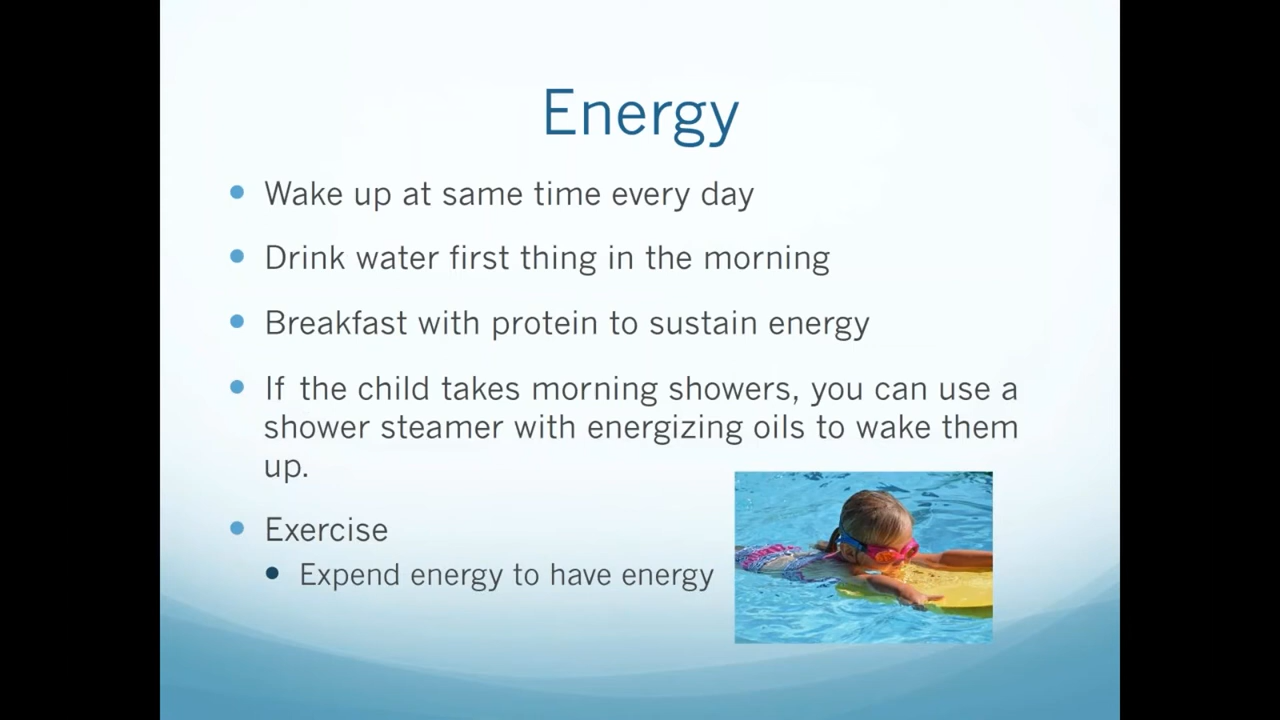 Energy
Wake up at same time every day
Drink water first thing in the morning
Breakfast with protein to sustain energy
If the child takes morning showers, you can use a
shower steamer with energizing oils to wake them
up.
Exercise
Expend energy to have energy